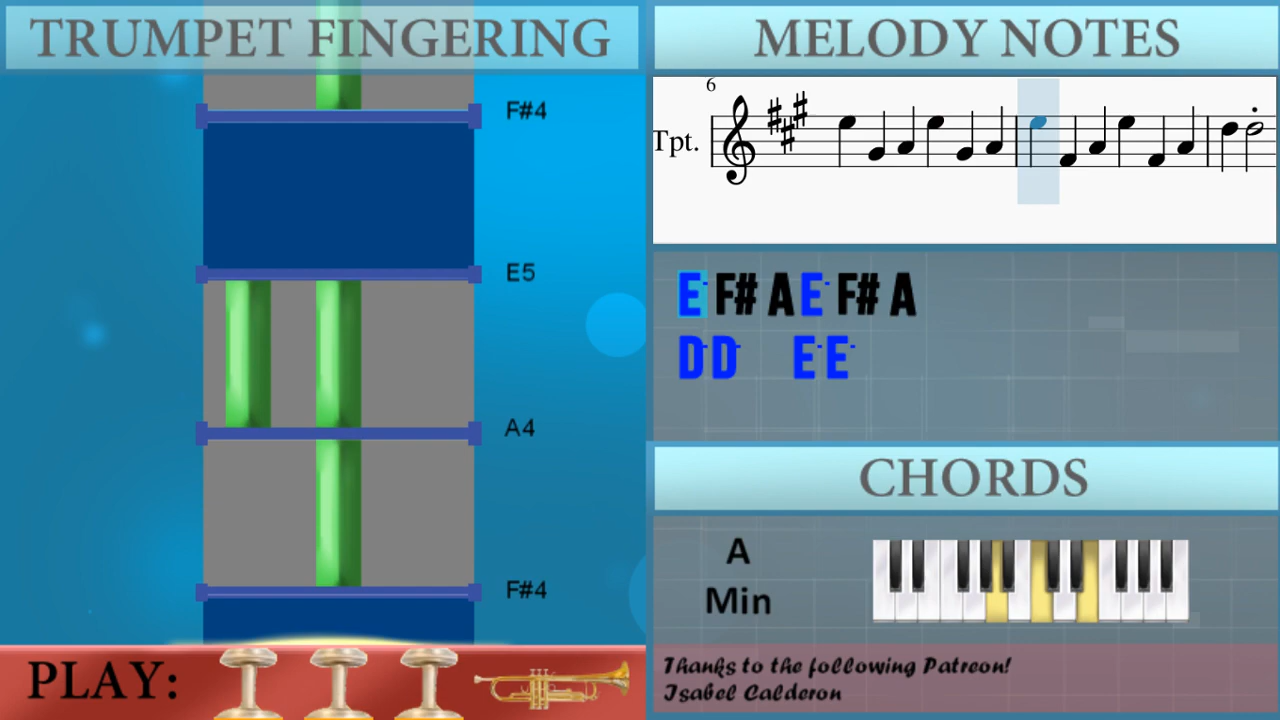 TRUMPET FINGERING
F#4
E5
A4
F#4
PLAY:
MELODY NOTES
6
Tpt.
E F# A E F# A
D D E E
CHORDS
A
Min
Thanks to the following Patreon!
Isabel Calderon